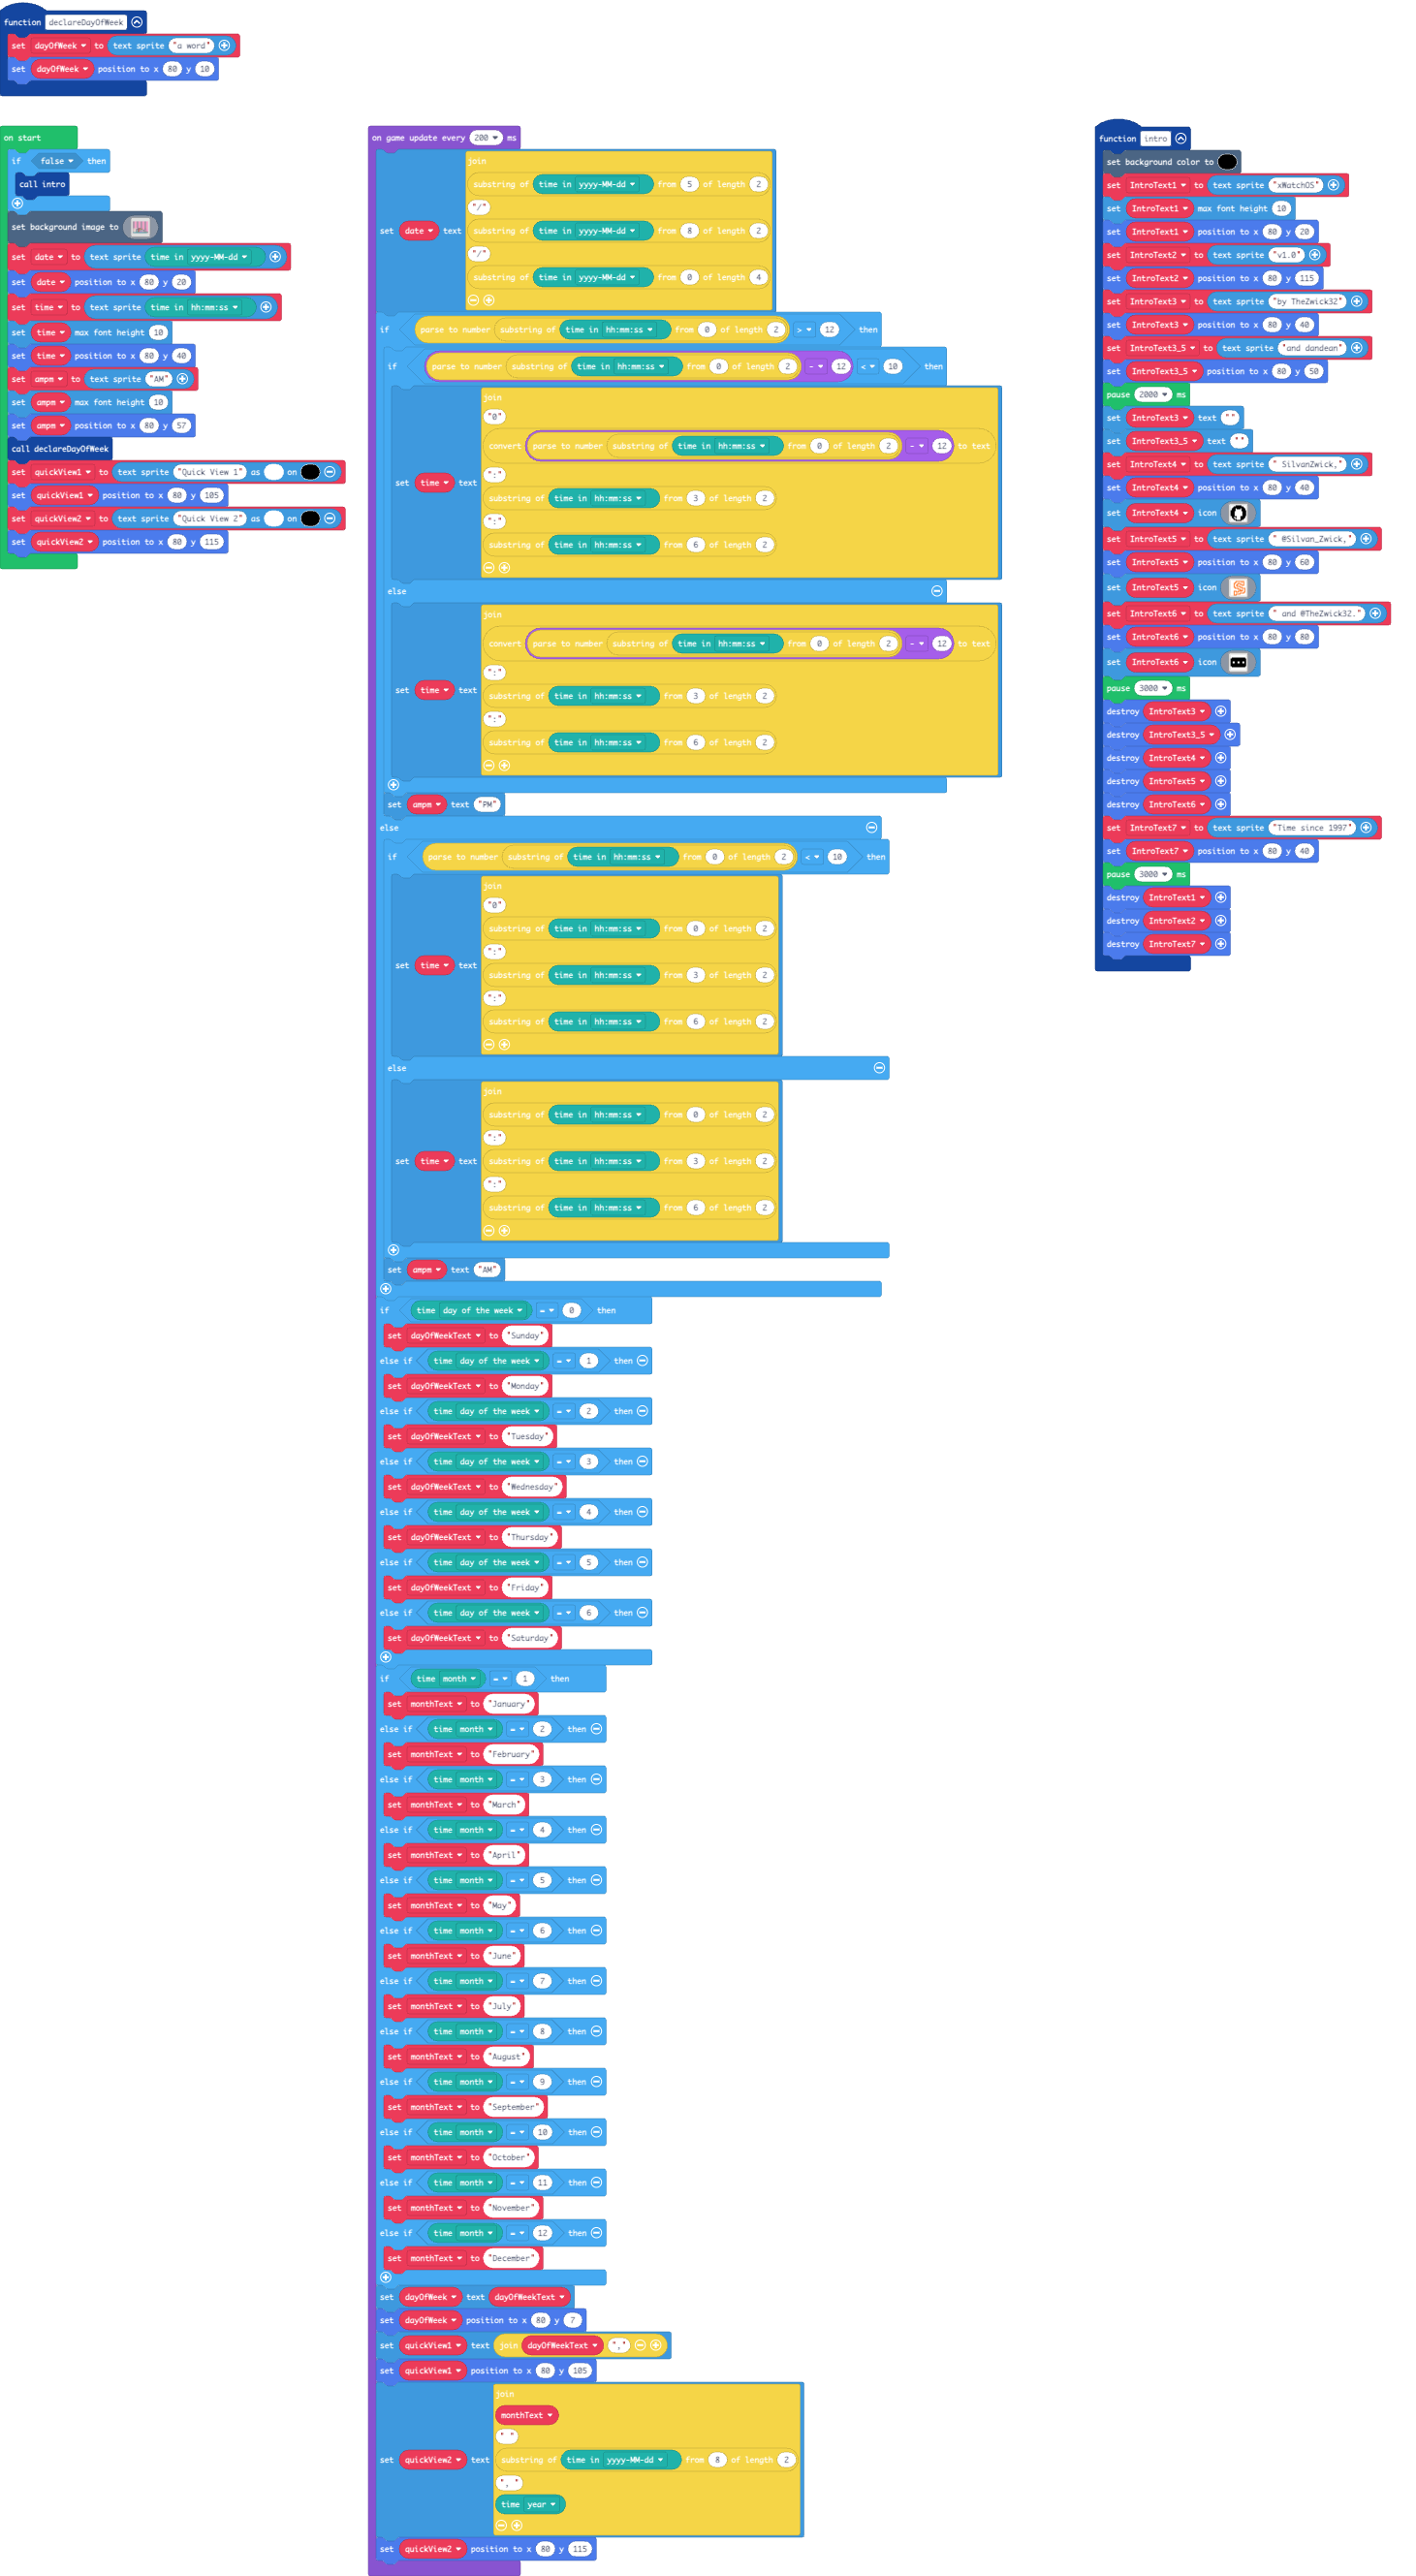 function declareDayOfWeek
set dayOfWeek to text sprite "a word"
set dayOfWeek position to x 80 y 10
on start
if false then
call intro
set background image to
set date to text sprite time in yyyy-MM-dd
set date position to x 80 y 20
set time to text sprite time in hh:mm:ss
set time max font height 10
set time position to x 80 y 40
set ampm to text sprite "AM"
set ampm max font height 10
set ampm position to x 80 y 57
call declareDayOfWeek
set quickView1 to text sprite "Quick View 1" as on
set quickView1 position to x 80 y 105
set quickView2 to text sprite "Quick View 2" as on
set quickView2 position to x 80 y 115
on game update every 200 ms
join
substring of time in yyyy-MM-dd from 5 of length 2
"/"
set date text substring of time in yyyy-MM-dd from 8 of length 2
"/"
substring of time in yyyy-MM-dd from 0 of length 4
if parse to number substring of time in hh:mm:ss from 0 of length 2 > 12 then
if parse to number substring of time in hh:mm:ss from 0 of length 2 - 12 < 10 then
join
"0"
convert parse to number substring of time in hh:mm:ss from 0 of length 2 - 12 to text
":"
set time text
substring of time in hh:mm:ss from 3 of length 2
":"
substring of time in hh:mm:ss from 6 of length 2
else
join
convert parse to number substring of time in hh:mm:ss from 0 of length 2 - 12 to text
":"
set time text substring of time in hh:mm:ss from 3 of length 2
":"
substring of time in hh:mm:ss from 6 of length 2
set ampm text "PM"
else
if parse to number substring of time in hh:mm:ss from 0 of length 2 < 10 then
join
"0"
substring of time in hh:mm:ss from 0 of length 2
":"
set time text substring of time in hh:mm:ss from 3 of length 2
":"
substring of time in hh:mm:ss from 6 of length 2
else
join
substring of time in hh:mm:ss from 0 of length 2
":"
set time text substring of time in hh:mm:ss from 3 of length 2
":"
substring of time in hh:mm:ss from 6 of length 2
set ampm text "AM"
if time day of the week = 0 then
set dayOfWeekText to "Sunday"
else if time day of the week = 1 then
set dayOfWeekText to "Monday"
else if time day of the week = 2 then
set dayOfWeekText to "Tuesday"
else if time day of the week = 3 then
set dayOfWeekText to "Wednesday"
else if time day of the week = 4 then
set dayOfWeekText to "Thursday"
else if time day of the week = 5 then
set dayOfWeekText to "Friday"
else if time day of the week = 6 then
set dayOfWeekText to "Saturday"
if time month = 1 then
set monthText to "January"
else if time month = 2 then
set monthText to "February"
else if time month = 3 then
set monthText to "March"
else if time month = 4 then
set monthText to "April"
else if time month = 5 then
set monthText to "May"
else if time month = 6 then
set monthText to "June"
else if time month = 7 then
set monthText to "July"
else if time month = 8 then
set monthText to "August"
else if time month = 9 then
set monthText to "September"
else if time month = 10 then
set monthText to "October"
else if time month = 11 then
set monthText to "November"
else if time month = 12 then
set monthText to "December"
set dayOfWeek text dayOfWeekText
set dayOfWeek position to x 80 y 7
set quickView1 text join dayOfWeekText ","
set quickView1 position to x 80 y 105
join
monthText
" "
set quickView2 text substring of time in yyyy-MM-dd from 8 of length 2
", "
time year
set quickView2 position to x 80 y 115
function intro
set background color to
set IntroText1 to text sprite "xWatchOS"
set IntroText1 max font height 10
set IntroText1 position to x 80 y 20
set IntroText2 to text sprite "v1.0"
set IntroText2 position to x 80 y 115
set IntroText3 to text sprite "by TheZwick32"
set IntroText3 position to x 80 y 40
set IntroText3_5 to text sprite "and dandean"
set IntroText3_5 position to x 80 y 50
pause 2000 ms
set IntroText3 text ""
set IntroText3_5 text ""
set IntroText4 to text sprite " SilvanZwick,"
set IntroText4 position to x 80 y 40
set IntroText4 icon
set IntroText5 to text sprite " @Silvan_Zwick,"
set IntroText5 position to x 80 y 60
set IntroText5 icon
set IntroText6 to text sprite " and @TheZwick32."
set IntroText6 position to x 80 y 80
set IntroText6 icon
pause 3000 ms
destroy IntroText3
destroy IntroText3_5
destroy IntroText4
destroy IntroText5
destroy IntroText6
set IntroText7 to text sprite "Time since 1997"
set IntroText7 position to x 80 y 40
pause 3000 ms
destroy IntroText1
destroy IntroText2
destroy IntroText7